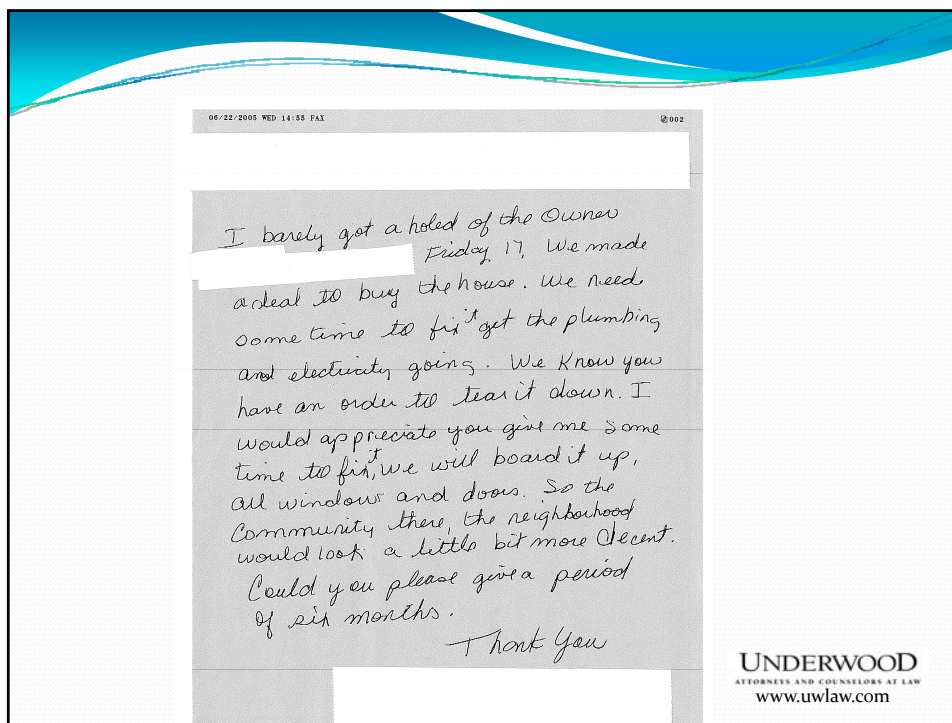 06/22/2005 WED 14:55 FAX
002
I barely got a holed of the Owner
Friday 17, We made
a deal to buy the house. We need
some time to fix it get the plumbing
and electricity going. We Know you
have an order to tear it down. I
would appreciate you give me some
time to fix it, we will board it up,
all windows and doors. So the
Community there, the neighborhood
would look a little bit more decent.
Could you please give a period
of six months.
Thank You
UNDERWOOD
ATTORNEYS AND COUNSELORS AT LAW
www.uwlaw.com